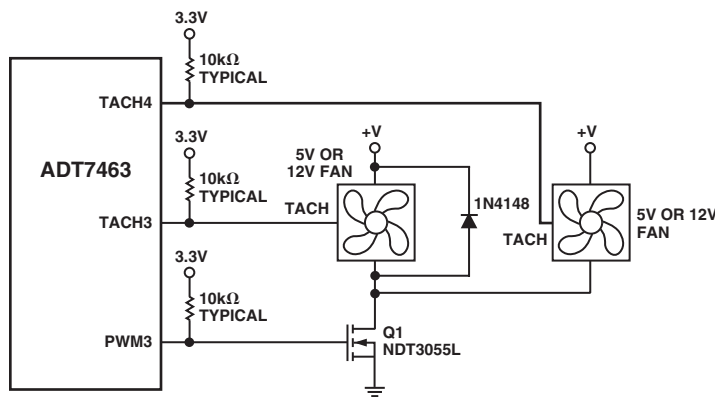 3.3V
10kΩ
TYPICAL
TACH4
ADT7463
3.3V
10kΩ
TYPICAL
TACH3
3.3V
10kΩ
TYPICAL
PWM3
+V
5V OR
12V FAN
TACH
1N4148
+V
TACH
5V OR 12V
FAN
Q1
NDT3055L